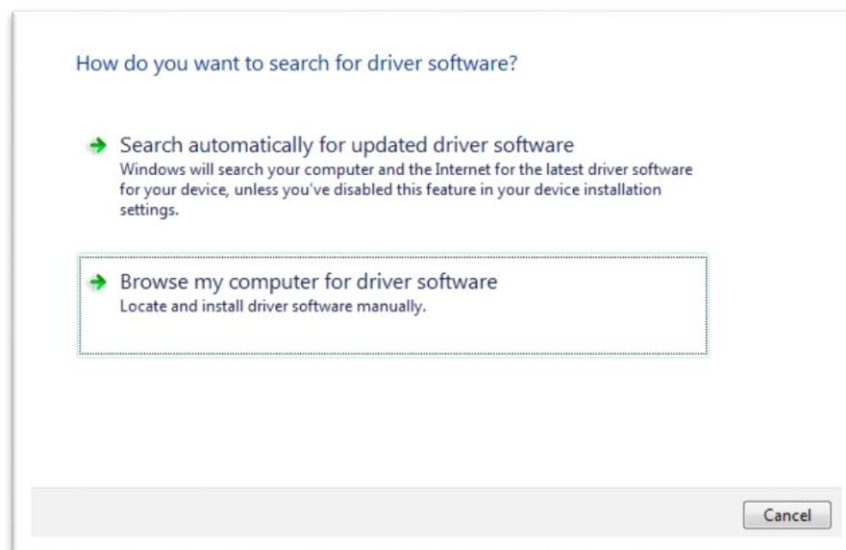 How do you want to search for driver software?
Search automatically for updated driver software
Windows will search your computer and the Internet for the latest driver software
for your device, unless you've disabled this feature in your device installation
settings.
Browse my computer for driver software
Locate and install driver software manually.
Cancel